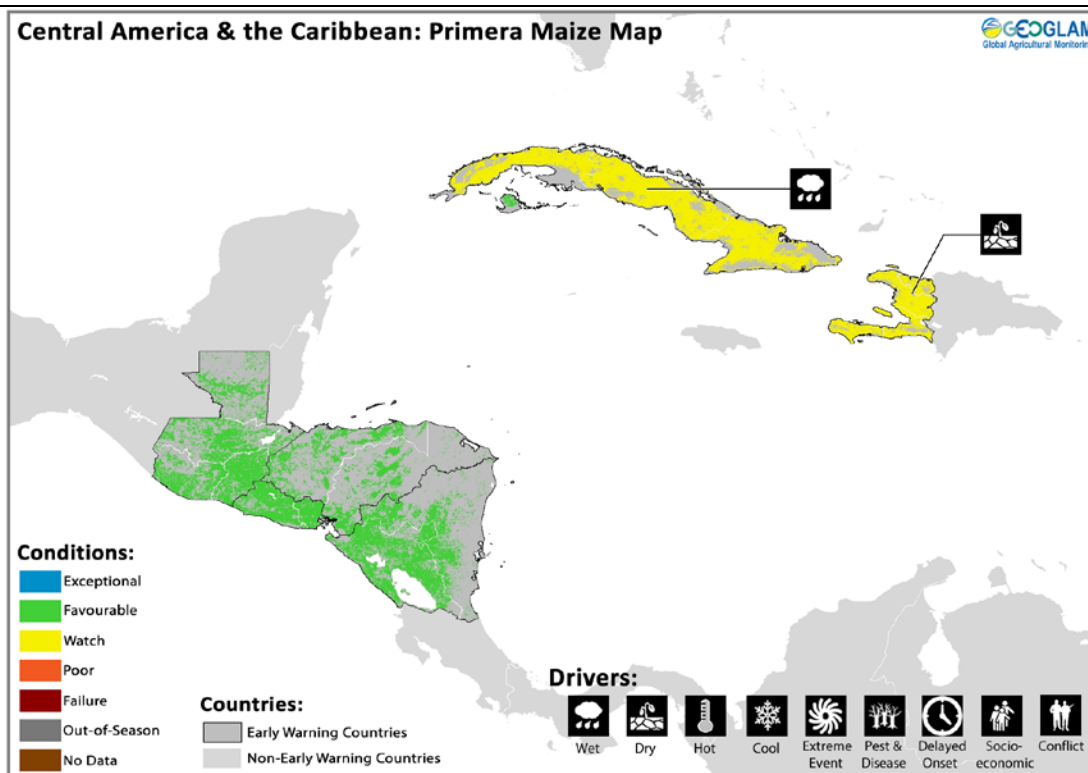 Central America & the Caribbean: Primera Maize Map
GEOGLAM
Global Agricultural Monitorin
Conditions:
Exceptional
Favourable
Watch
Poor
Failure
Out-of-Season
No Data
Countries:
Early Warning Countries
Non-Early Warning Countries
Drivers:
Wet
Dry
Hot
Cool
Extreme
Event
Pest &
Disease
Delayed
Onset
Socio-
economic
Conflict